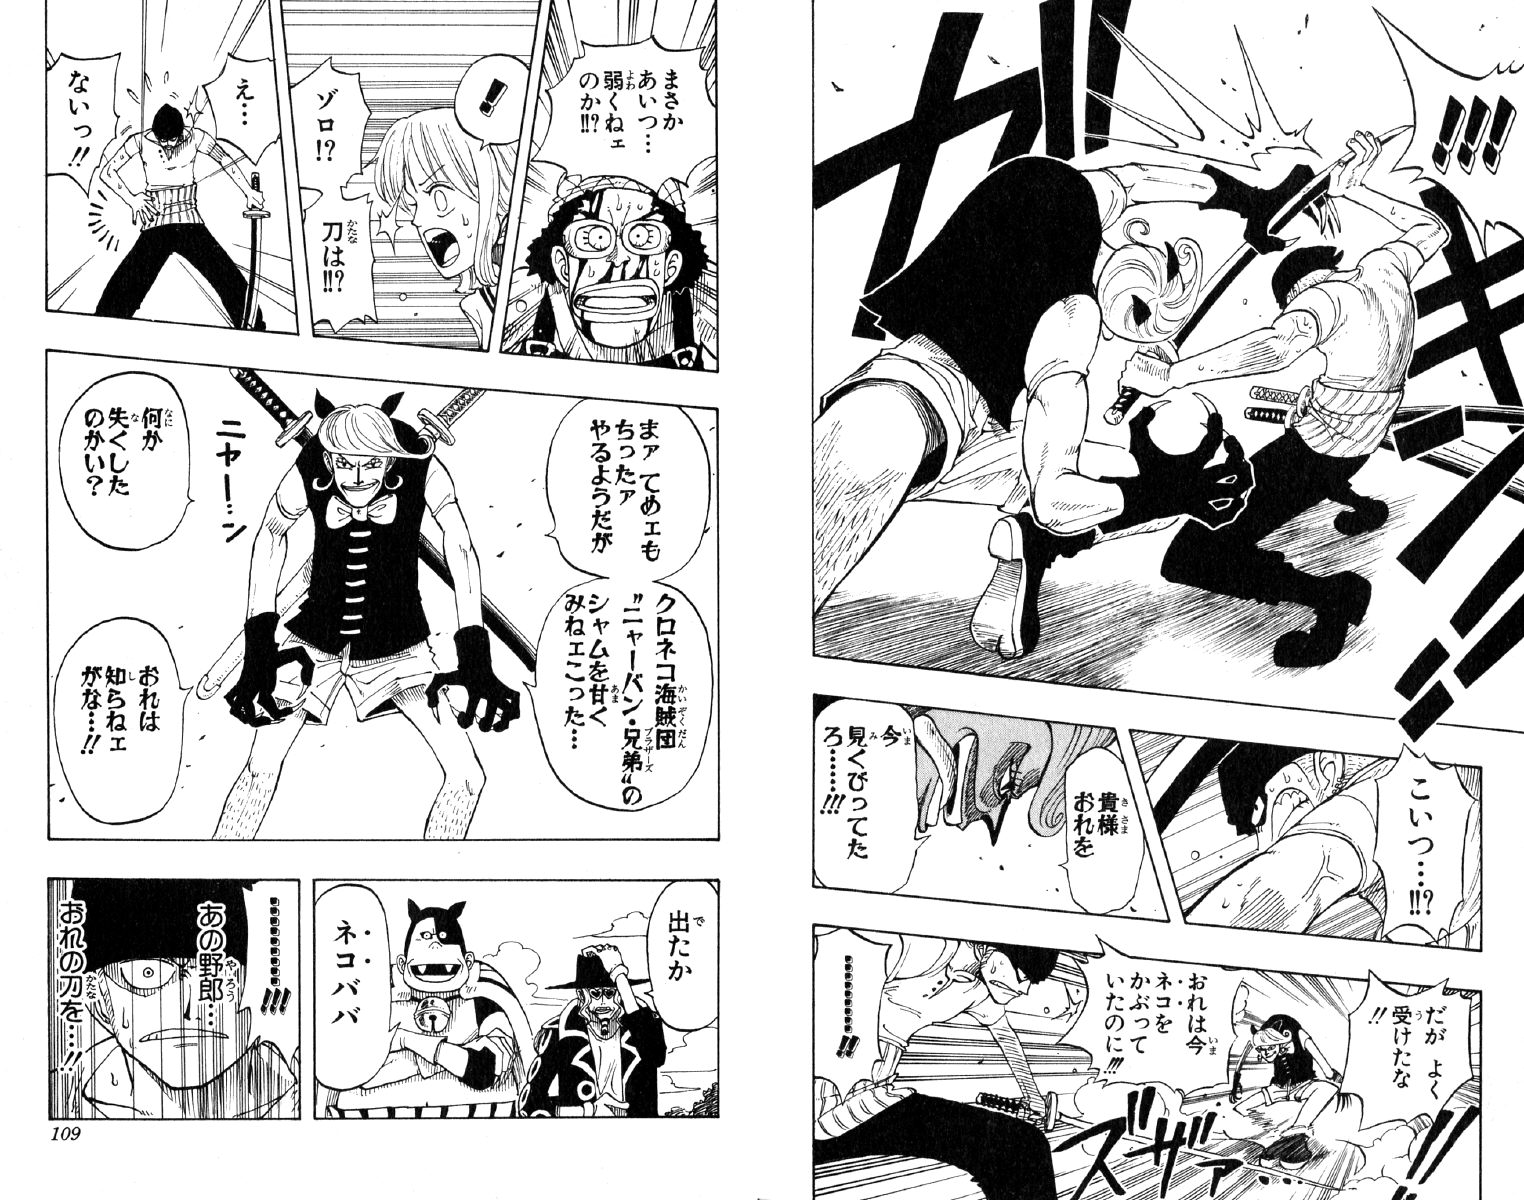 !!!
ガキィン!!
こいつ…!!?
貴様
おれを
今
見くびってた
ろ……!!!
だが よく
受けたな
!!
おれは今
ネコを
かぶって
いたのに!!!
………!!
ズザァ!!
まさか
あいつ…
弱くねェ
のか!!?
!
ゾロ!?
刀は!!?
え…
ないっ!!
まァ てめェも
ちったァ
やるようだが
クロネコ海賊団
"ニャーバン・兄弟"の
シャムを甘く
みねェこった…
ニャー…ン
何か
失くした
のかい?
おれは
知らねェ
がな…!!
出たか
ネコババ
………!!!
あの野郎…
おれの刀を…!!
109